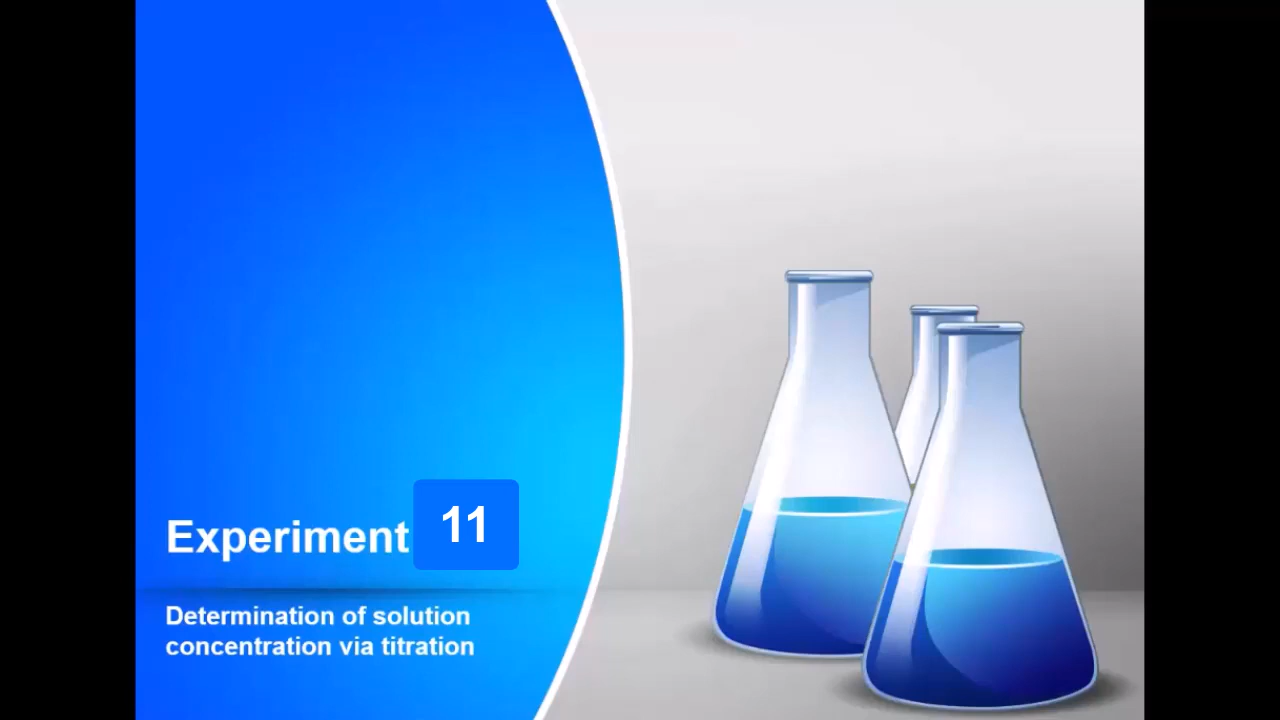 Experiment 11
Determination of solution
concentration via titration